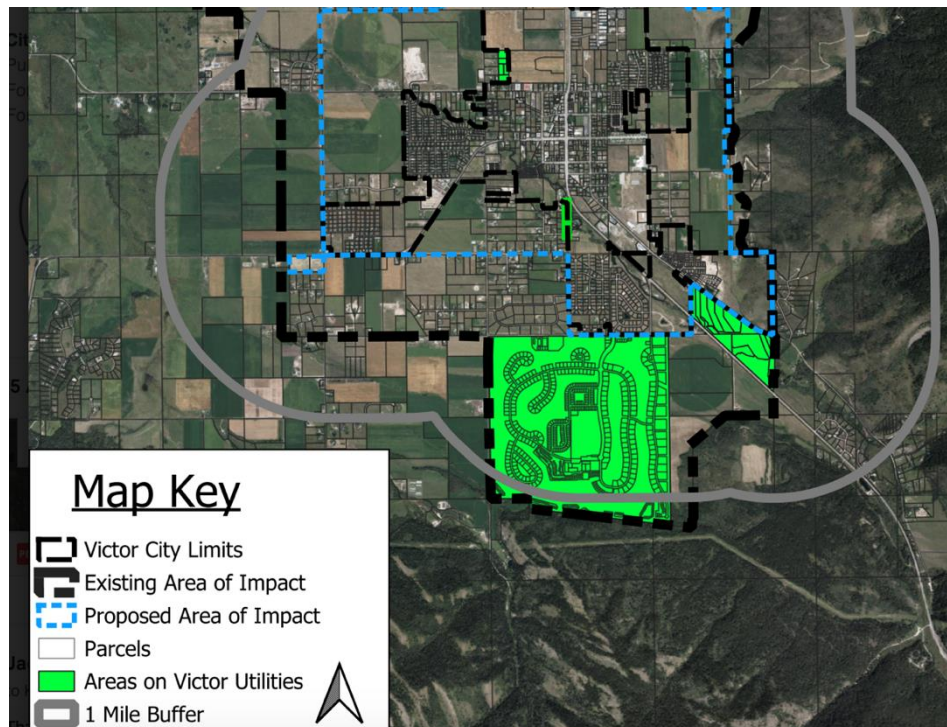 Map Key
Victor City Limits
Existing Area of Impact
Proposed Area of Impact
Parcels
Areas on Victor Utilities
1 Mile Buffer